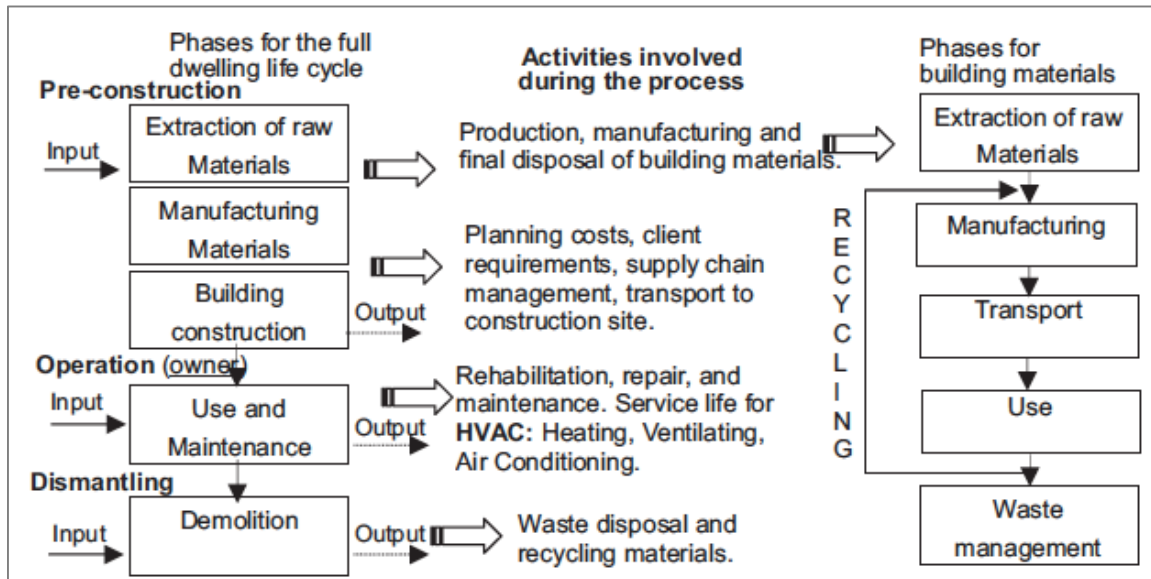 Phases for the full
dwelling life cycle
Pre-construction
Input
Extraction of raw
Materials
Manufacturing
Materials
Building
construction
Output
Operation (owner)
Input
Use and
Maintenance
Output
Dismantling
Input
Demolition
Output
Activities involved
during the process
Production, manufacturing and
final disposal of building materials.
Planning costs, client
requirements, supply chain
management, transport to
construction site.
Rehabilitation, repair, and
maintenance. Service life for
HVAC: Heating, Ventilating,
Air Conditioning.
Waste disposal and
recycling materials.
Phases for
building materials
Extraction of raw
Materials
Manufacturing
Transport
Use
Waste
management
RECYCLING